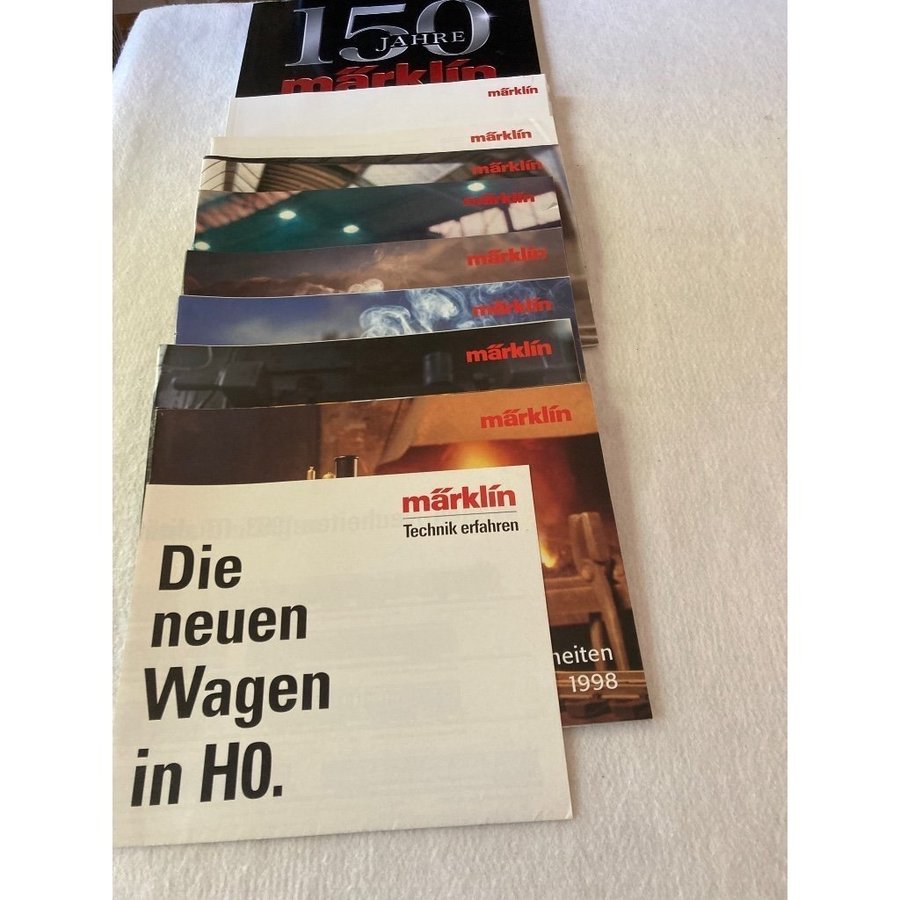 150
JAHRE
märklin
märklin
märklin
märklin
märklin
märklin
märklin
märklin
märklin
märklin
Technik erfahren
Die
neuen
Wagen
in H0.
heiten
1998